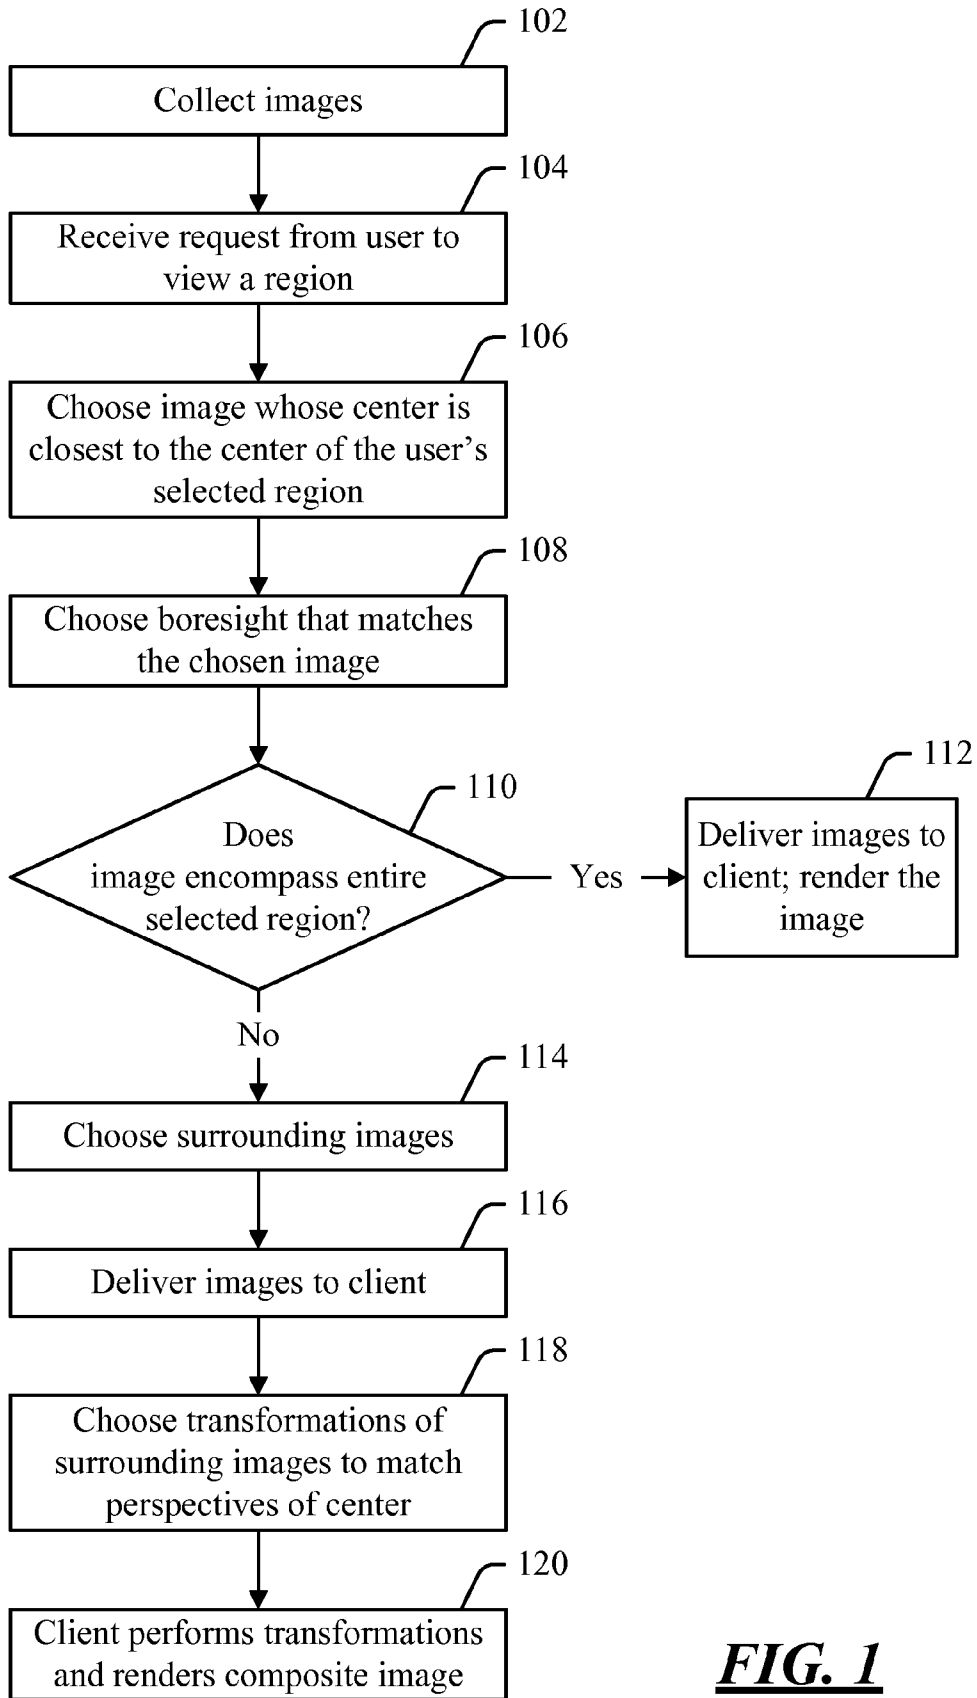 102
Collect images
104
Receive request from user to
view a region
106
Choose image whose center is
closest to the center of the user’s
selected region
108
Choose boresight that matches
the chosen image
110
Does
image encompass entire
selected region?
Yes
112
Deliver images to
client; render the
image
No
114
Choose surrounding images
116
Deliver images to client
118
Choose transformations of
surrounding images to match
perspectives of center
120
Client performs transformations
and renders composite image
FIG. 1